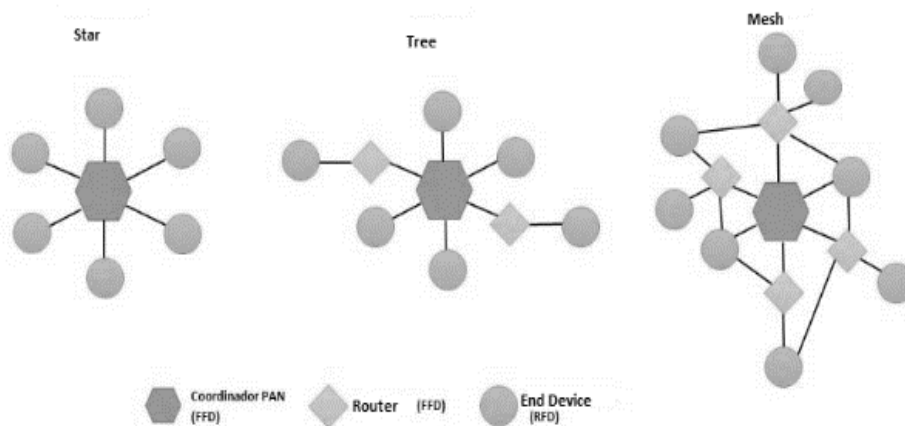 Star
Tree
Mesh
Coordinador PAN
(FFD)
Router (FFD)
End Device
(RFD)